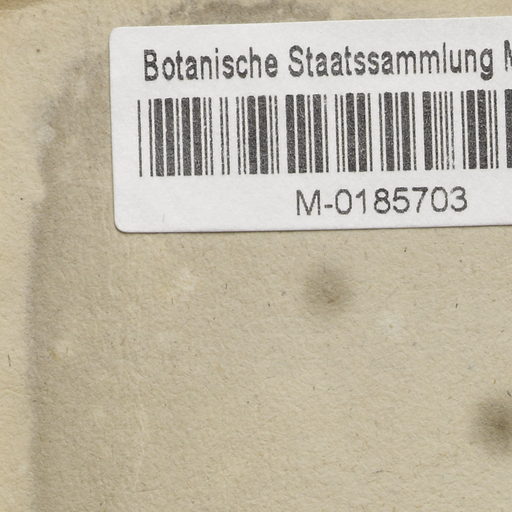 Botanische Staatssammlung M
M-0185703